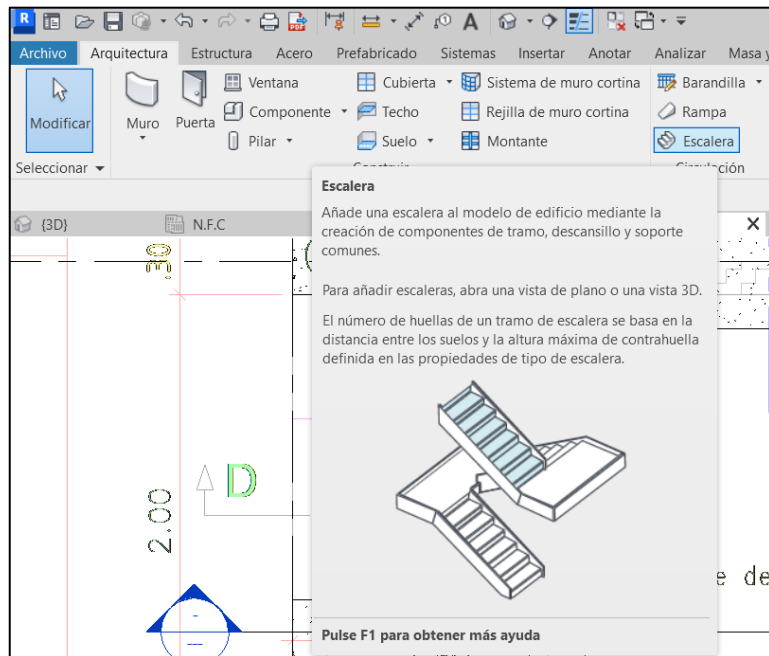 Archivo Arquitectura Estructura Acero Prefabricado Sistemas Insertar Anotar Analizar Masa y
Modificar
Muro
Puerta
Ventana
Componente
Pilar
Cubierta
Techo
Suelo
Sistema de muro cortina
Rejilla de muro cortina
Montante
Barandilla
Rampa
Escalera
Seleccionar
Construir
Circulación
{3D}
N.F.C
Escalera
Añade una escalera al modelo de edificio mediante la
creación de componentes de tramo, descansillo y soporte
comunes.
Para añadir escaleras, abra una vista de plano o una vista 3D.
El número de huellas de un tramo de escalera se basa en la
distancia entre los suelos y la altura máxima de contrahuella
definida en las propiedades de tipo de escalera.
Pulse F1 para obtener más ayuda
.30
D
2.00
e de